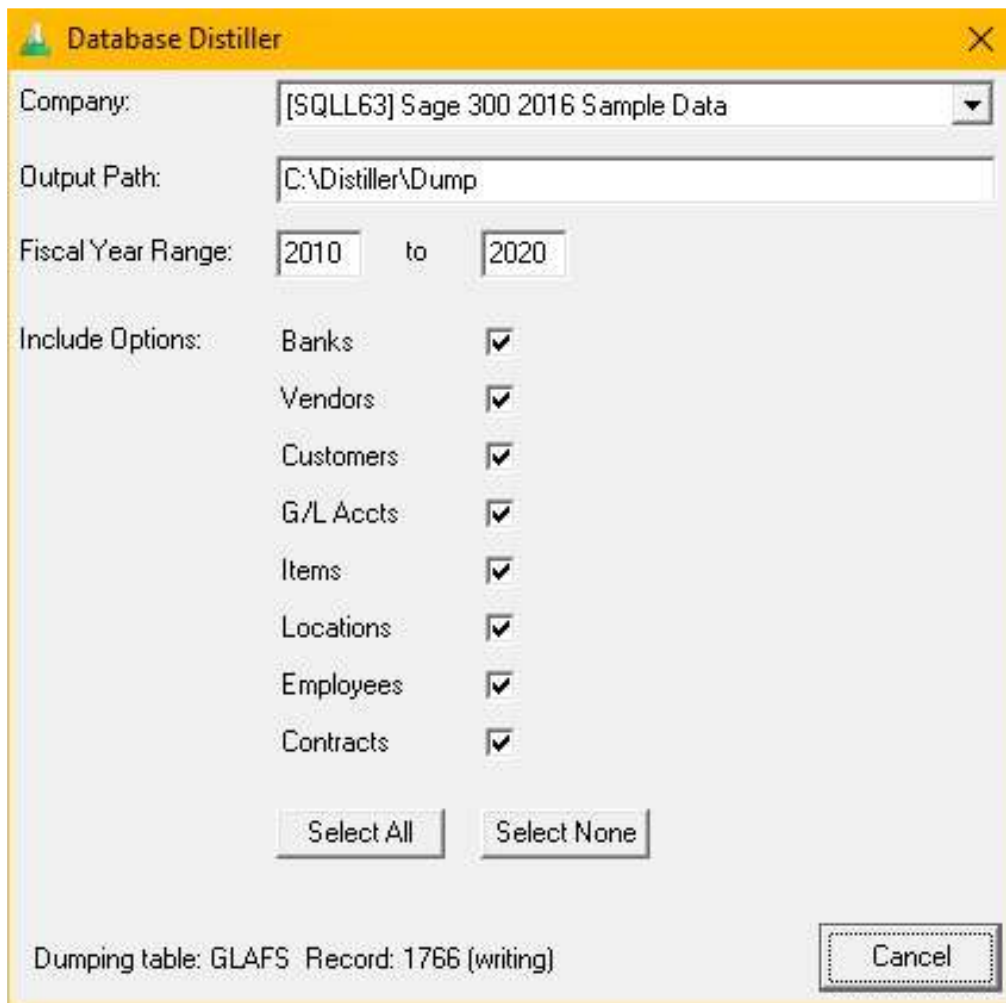 Database Distiller
Company: [SQLL63] Sage 300 2016 Sample Data
Output Path: C:\Distiller\Dump
Fiscal Year Range: 2010 to 2020
Include Options: Banks
Vendors
Customers
G/L Accts
Items
Locations
Employees
Contracts
Select All Select None
Dumping table: GLAFS Record: 1766 (writing) Cancel